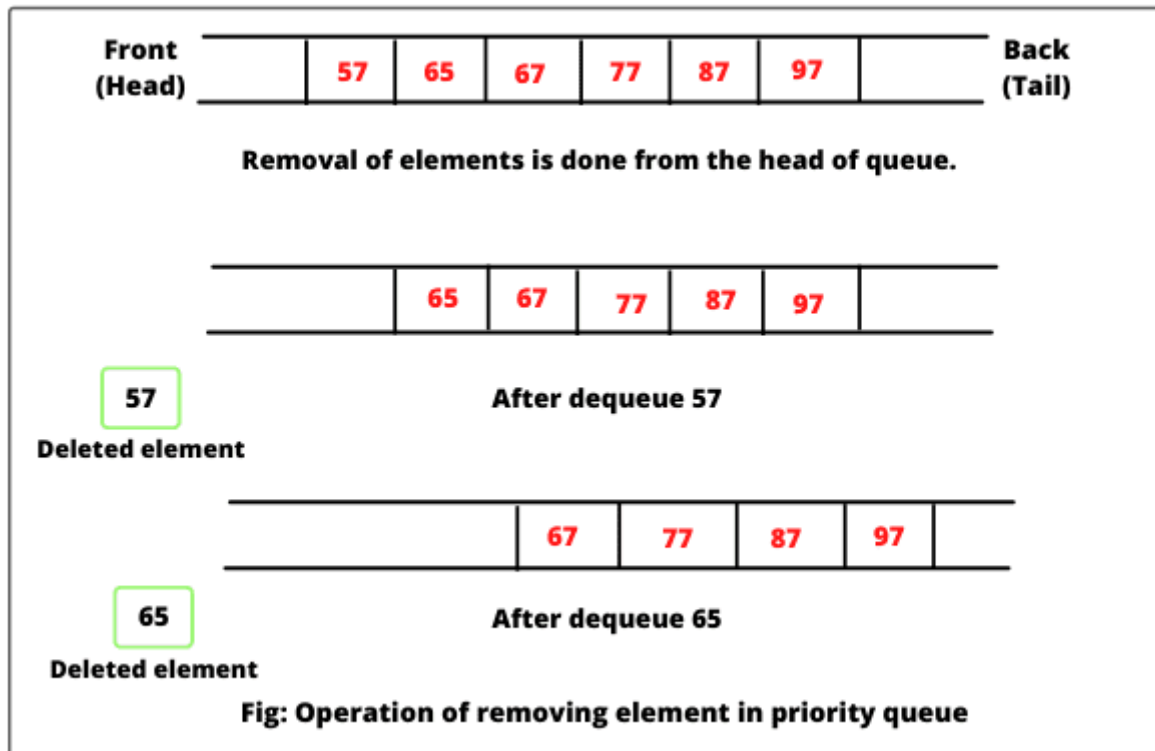 Front
(Head)
57 65 67 77 87 97
Back
(Tail)
Removal of elements is done from the head of queue.
65 67 77 87 97
57
After dequeue 57
Deleted element
67 77 87 97
65
After dequeue 65
Deleted element
Fig: Operation of removing element in priority queue